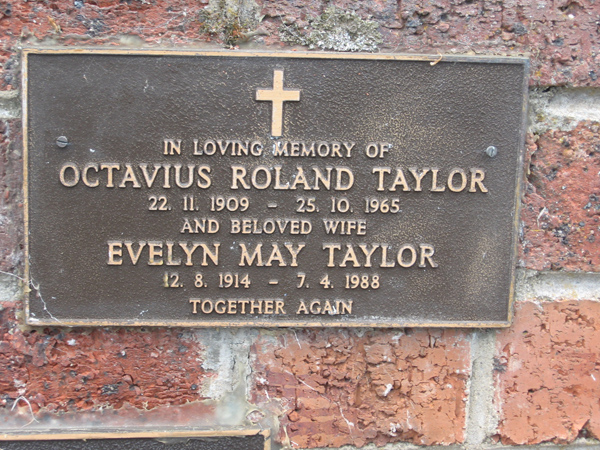 IN LOVING MEMORY OF
OCTAVIUS ROLAND TAYLOR
22. 11. 1909 - 25. 10. 1965
AND BELOVED WIFE
EVELYN MAY TAYLOR
12. 8. 1914 - 7. 4. 1988
TOGETHER AGAIN